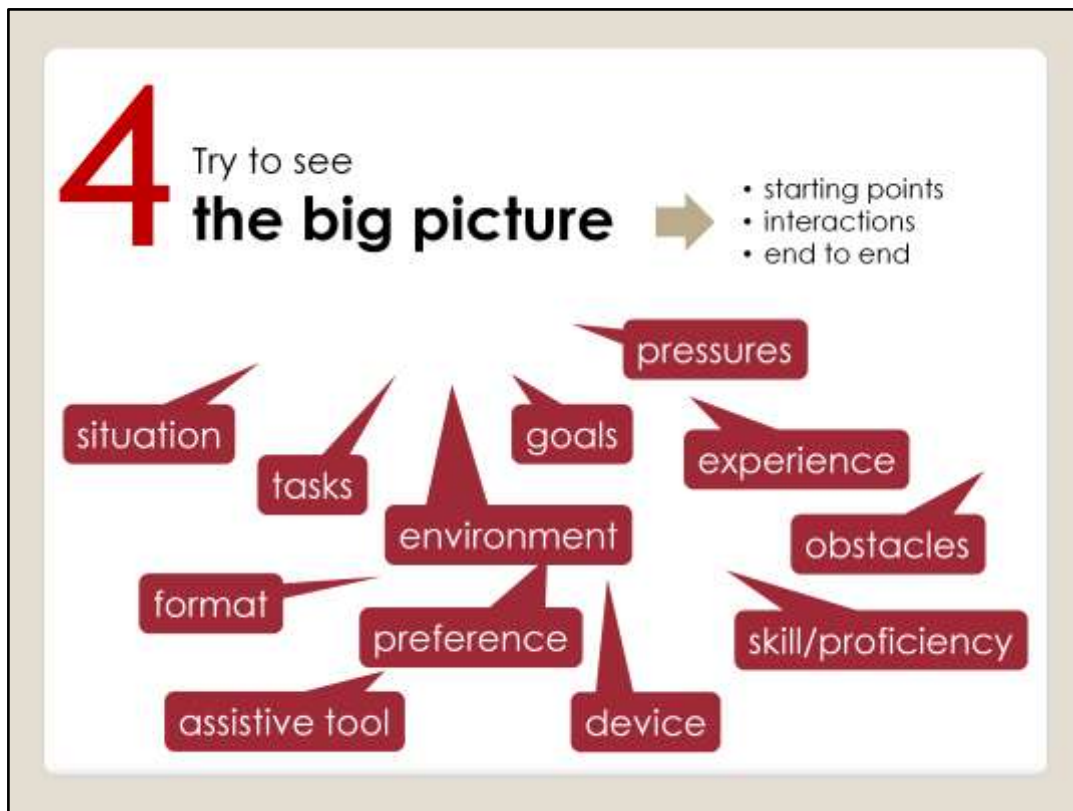 4
Try to see
the big picture
• starting points
• interactions
• end to end
pressures
situation
goals
experience
tasks
environment
obstacles
format
preference
skill/proficiency
assistive tool
device